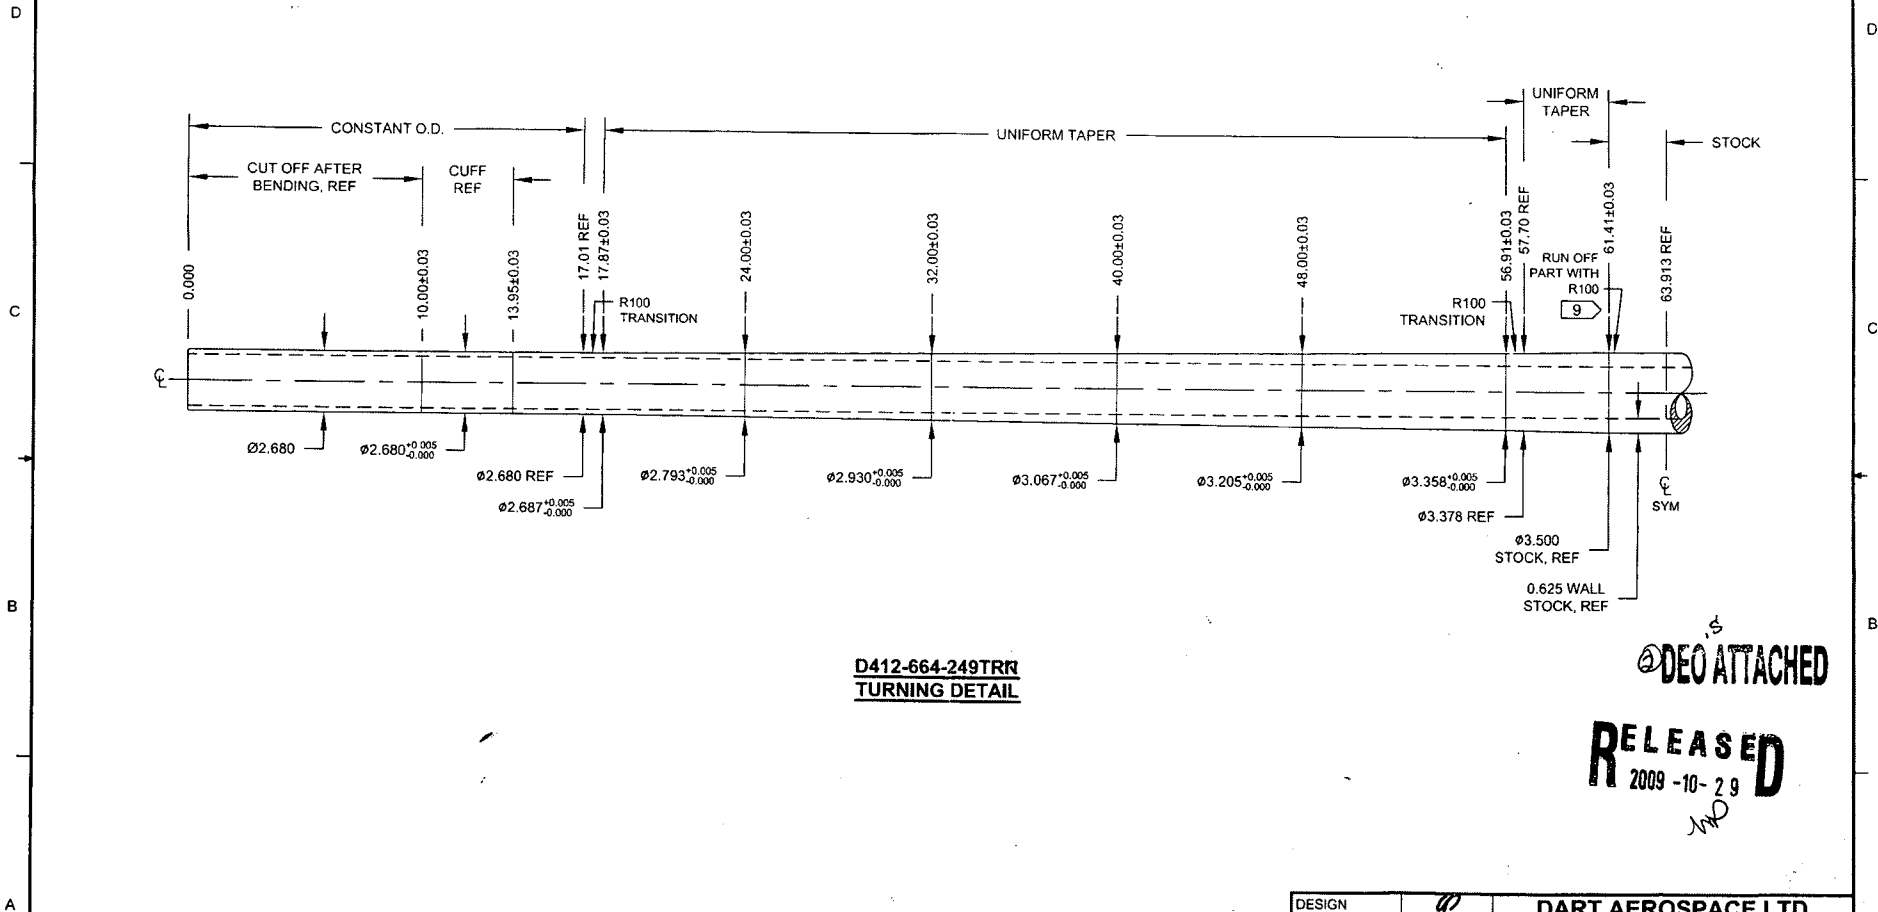 D
D
UNIFORM
TAPER
CONSTANT O.D.
UNIFORM TAPER
STOCK
CUT OFF AFTER
BENDING, REF
CUFF
REF
0.000
10.00±0.03
13.95±0.03
17.01 REF
17.87±0.03
24.00±0.03
32.00±0.03
40.00±0.03
48.00±0.03
56.91±0.03
57.70 REF
61.41±0.03
63.913 REF
RUN OFF
PART WITH
R100
9
R100
TRANSITION
R100
TRANSITION
C
C
℄
Ø2.680
Ø2.680+0.005 -0.000
Ø2.680 REF
Ø2.687+0.005 -0.000
Ø2.793+0.005 -0.000
Ø2.930+0.005 -0.000
Ø3.067+0.005 -0.000
Ø3.205+0.005 -0.000
Ø3.358+0.005 -0.000
Ø3.378 REF
Ø3.500
STOCK, REF
0.625 WALL
STOCK, REF
℄
SYM
B
B
D412-664-249TRN
TURNING DETAIL
② DEO'S ATTACHED
RELEASED
2009-10-29
A
DESIGN
DART AEROSPACE LTD